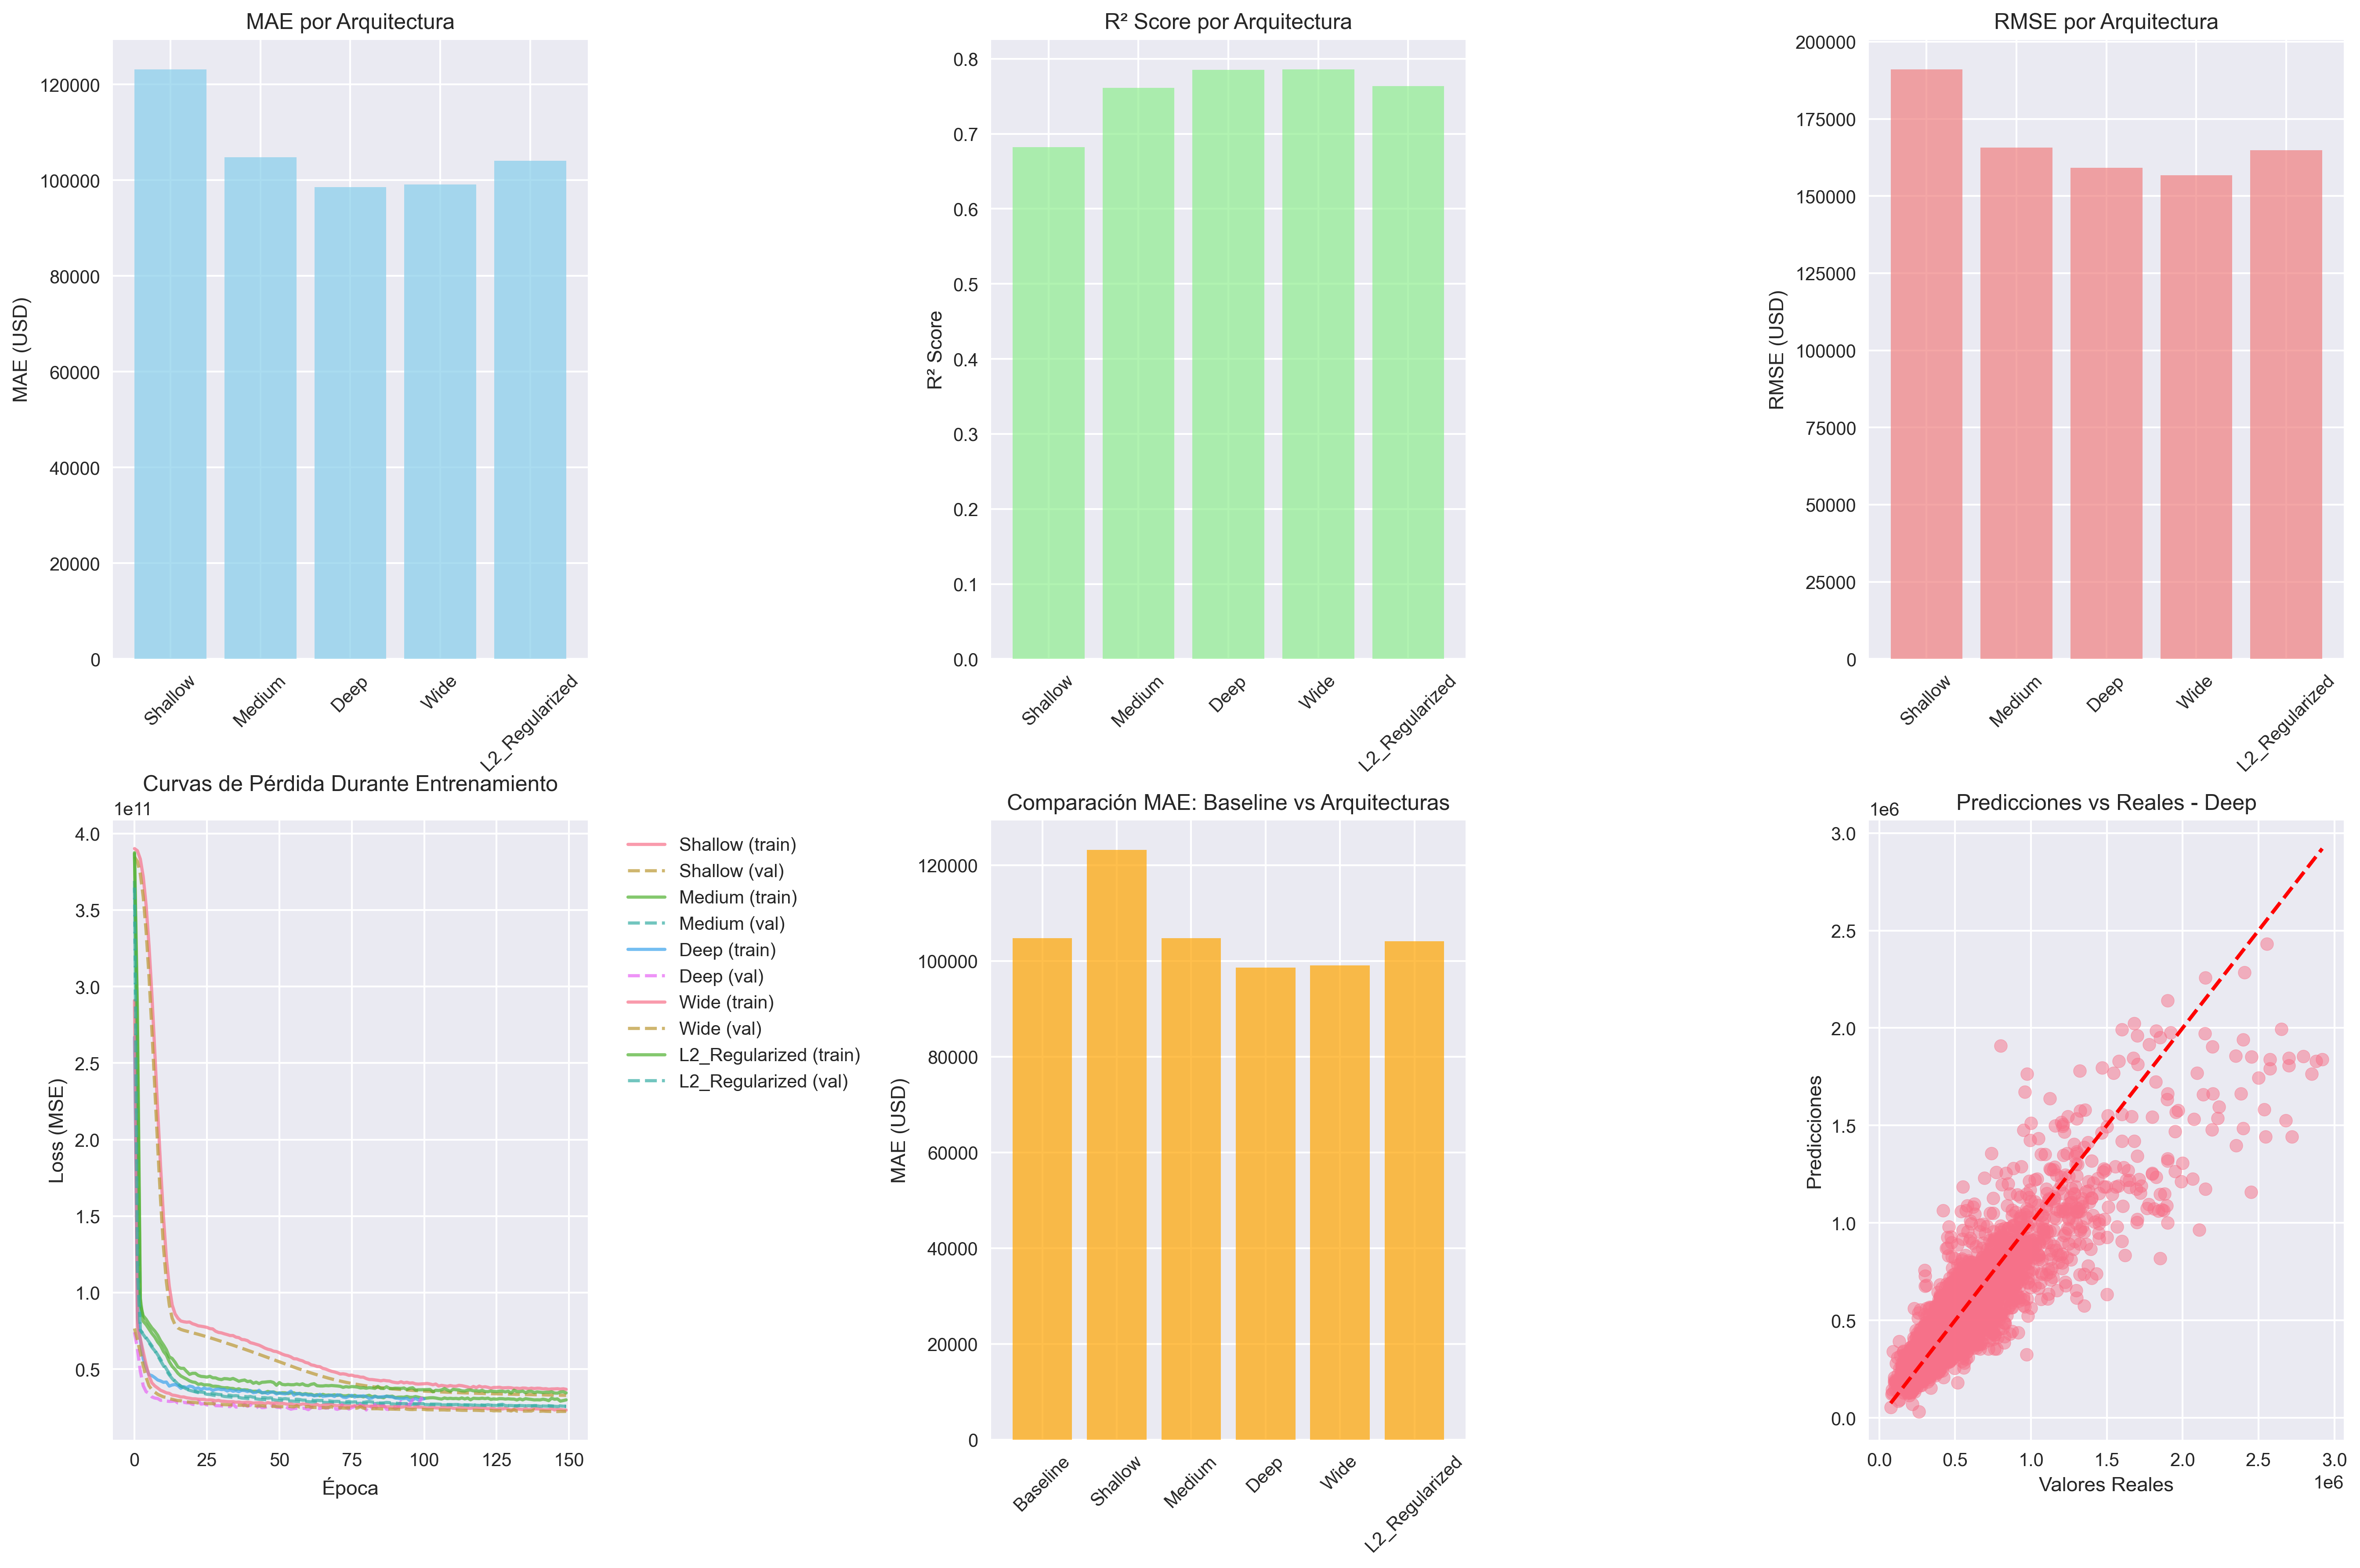 MAE por Arquitectura
120000
100000
80000
60000
40000
20000
0
MAE (USD)
Shallow
Medium
Deep
Wide
L2_Regularized
R² Score por Arquitectura
0.8
0.7
0.6
0.5
0.4
0.3
0.2
0.1
0.0
R² Score
Shallow
Medium
Deep
Wide
L2_Regularized
RMSE por Arquitectura
200000
175000
150000
125000
100000
75000
50000
25000
0
RMSE (USD)
Shallow
Medium
Deep
Wide
L2_Regularized
Curvas de Pérdida Durante Entrenamiento
1e11
4.0
3.5
3.0
2.5
2.0
1.5
1.0
0.5
Loss (MSE)
0 25 50 75 100 125 150
Época
Shallow (train)
Shallow (val)
Medium (train)
Medium (val)
Deep (train)
Deep (val)
Wide (train)
Wide (val)
L2_Regularized (train)
L2_Regularized (val)
Comparación MAE: Baseline vs Arquitecturas
120000
100000
80000
60000
40000
20000
0
MAE (USD)
Baseline
Shallow
Medium
Deep
Wide
L2_Regularized
Predicciones vs Reales - Deep
1e6
3.0
2.5
2.0
1.5
1.0
0.5
0.0
Predicciones
0.0 0.5 1.0 1.5 2.0 2.5 3.0
1e6
Valores Reales